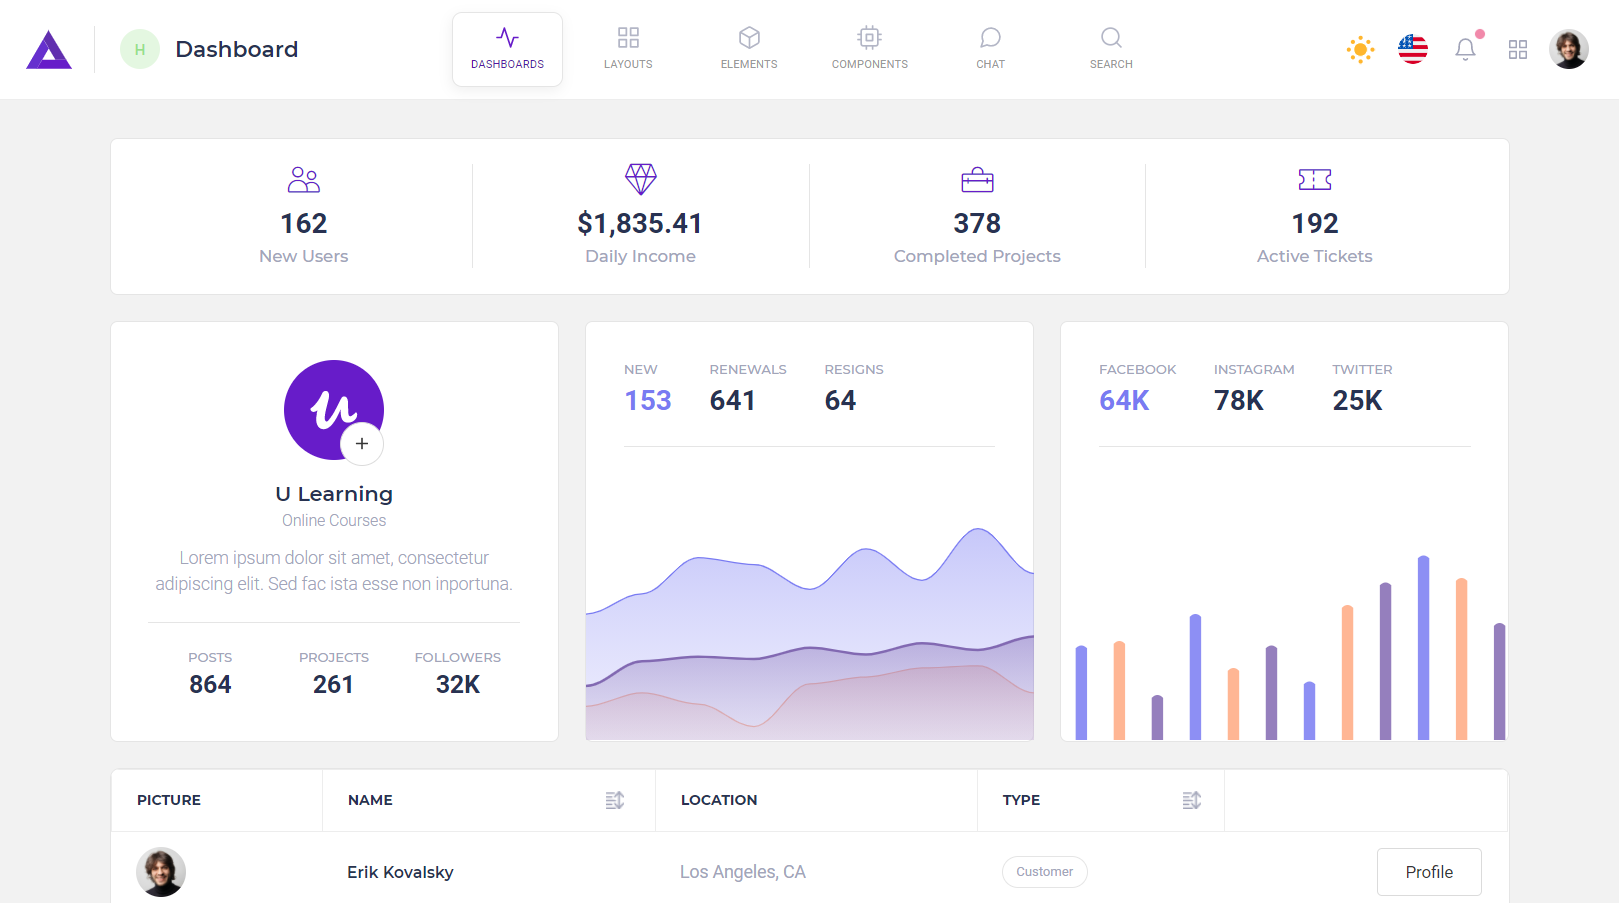 H
Dashboard
DASHBOARDS
LAYOUTS
ELEMENTS
COMPONENTS
CHAT
SEARCH
162
New Users
$1,835.41
Daily Income
378
Completed Projects
192
Active Tickets
u
+
U Learning
Online Courses
Lorem ipsum dolor sit amet, consectetur
adipiscing elit. Sed fac ista esse non inportuna.
POSTS PROJECTS FOLLOWERS
864 261 32K
NEW RENEWALS RESIGNS
153 641 64
FACEBOOK INSTAGRAM TWITTER
64K 78K 25K
PICTURE NAME LOCATION TYPE
Erik Kovalsky Los Angeles, CA Customer Profile